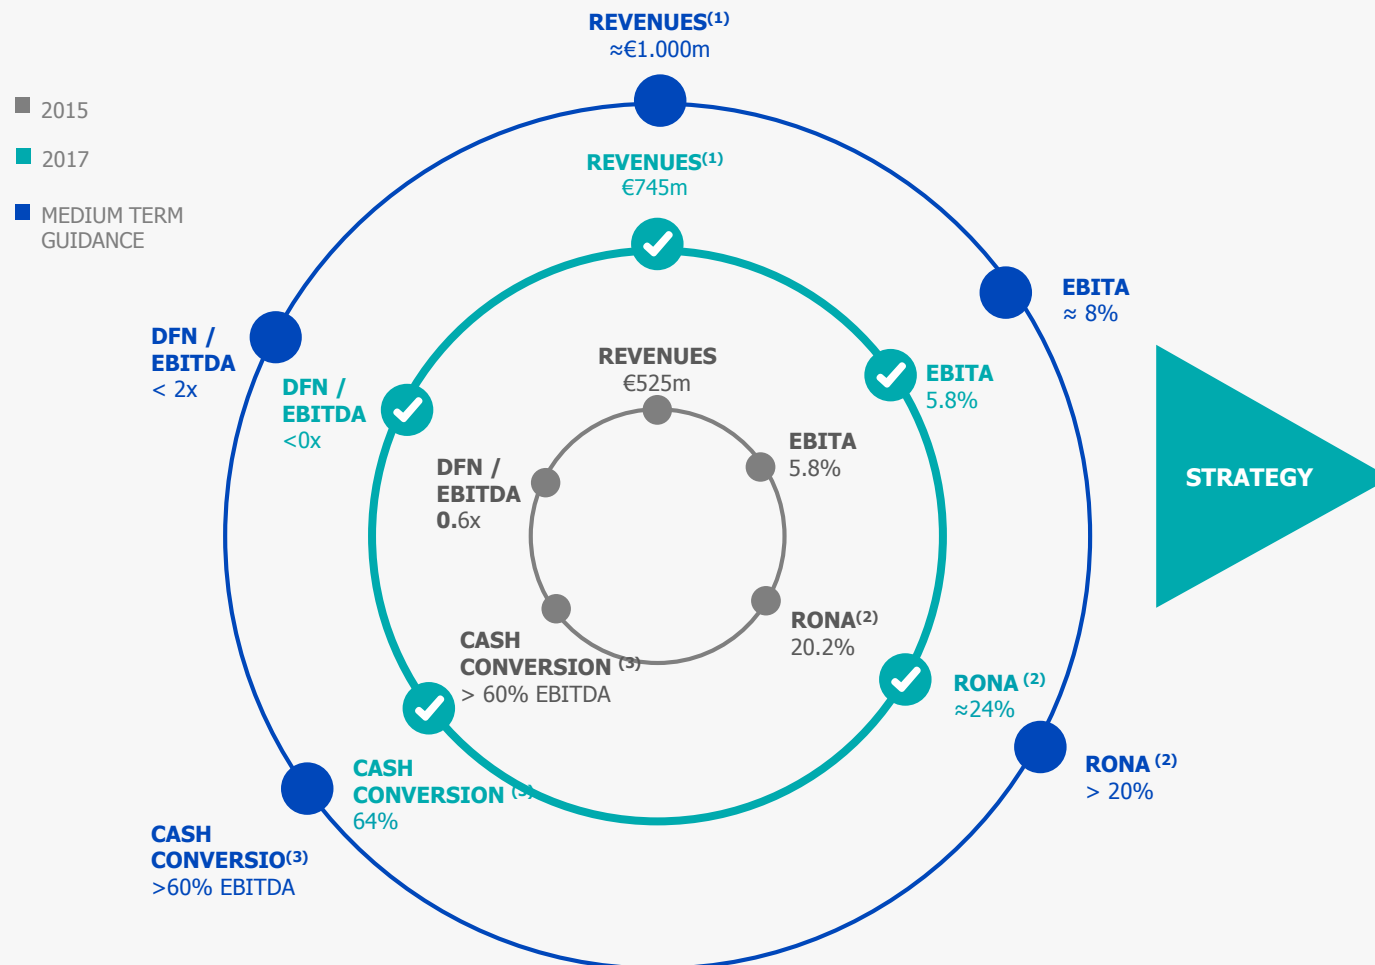 REVENUES(1)
≈€1.000m
2015
2017
MEDIUM TERM
GUIDANCE
REVENUES(1)
€745m
EBITA
≈ 8%
DFN /
EBITDA
< 2x
DFN /
EBITDA
<0x
REVENUES
€525m
EBITA
5.8%
EBITA
5.8%
DFN /
EBITDA
0.6x
STRATEGY
RONA(2)
20.2%
CASH
CONVERSION (3)
> 60% EBITDA
RONA (2)
≈24%
RONA (2)
> 20%
CASH
CONVERSION (3)
64%
CASH
CONVERSIO(3)
>60% EBITDA